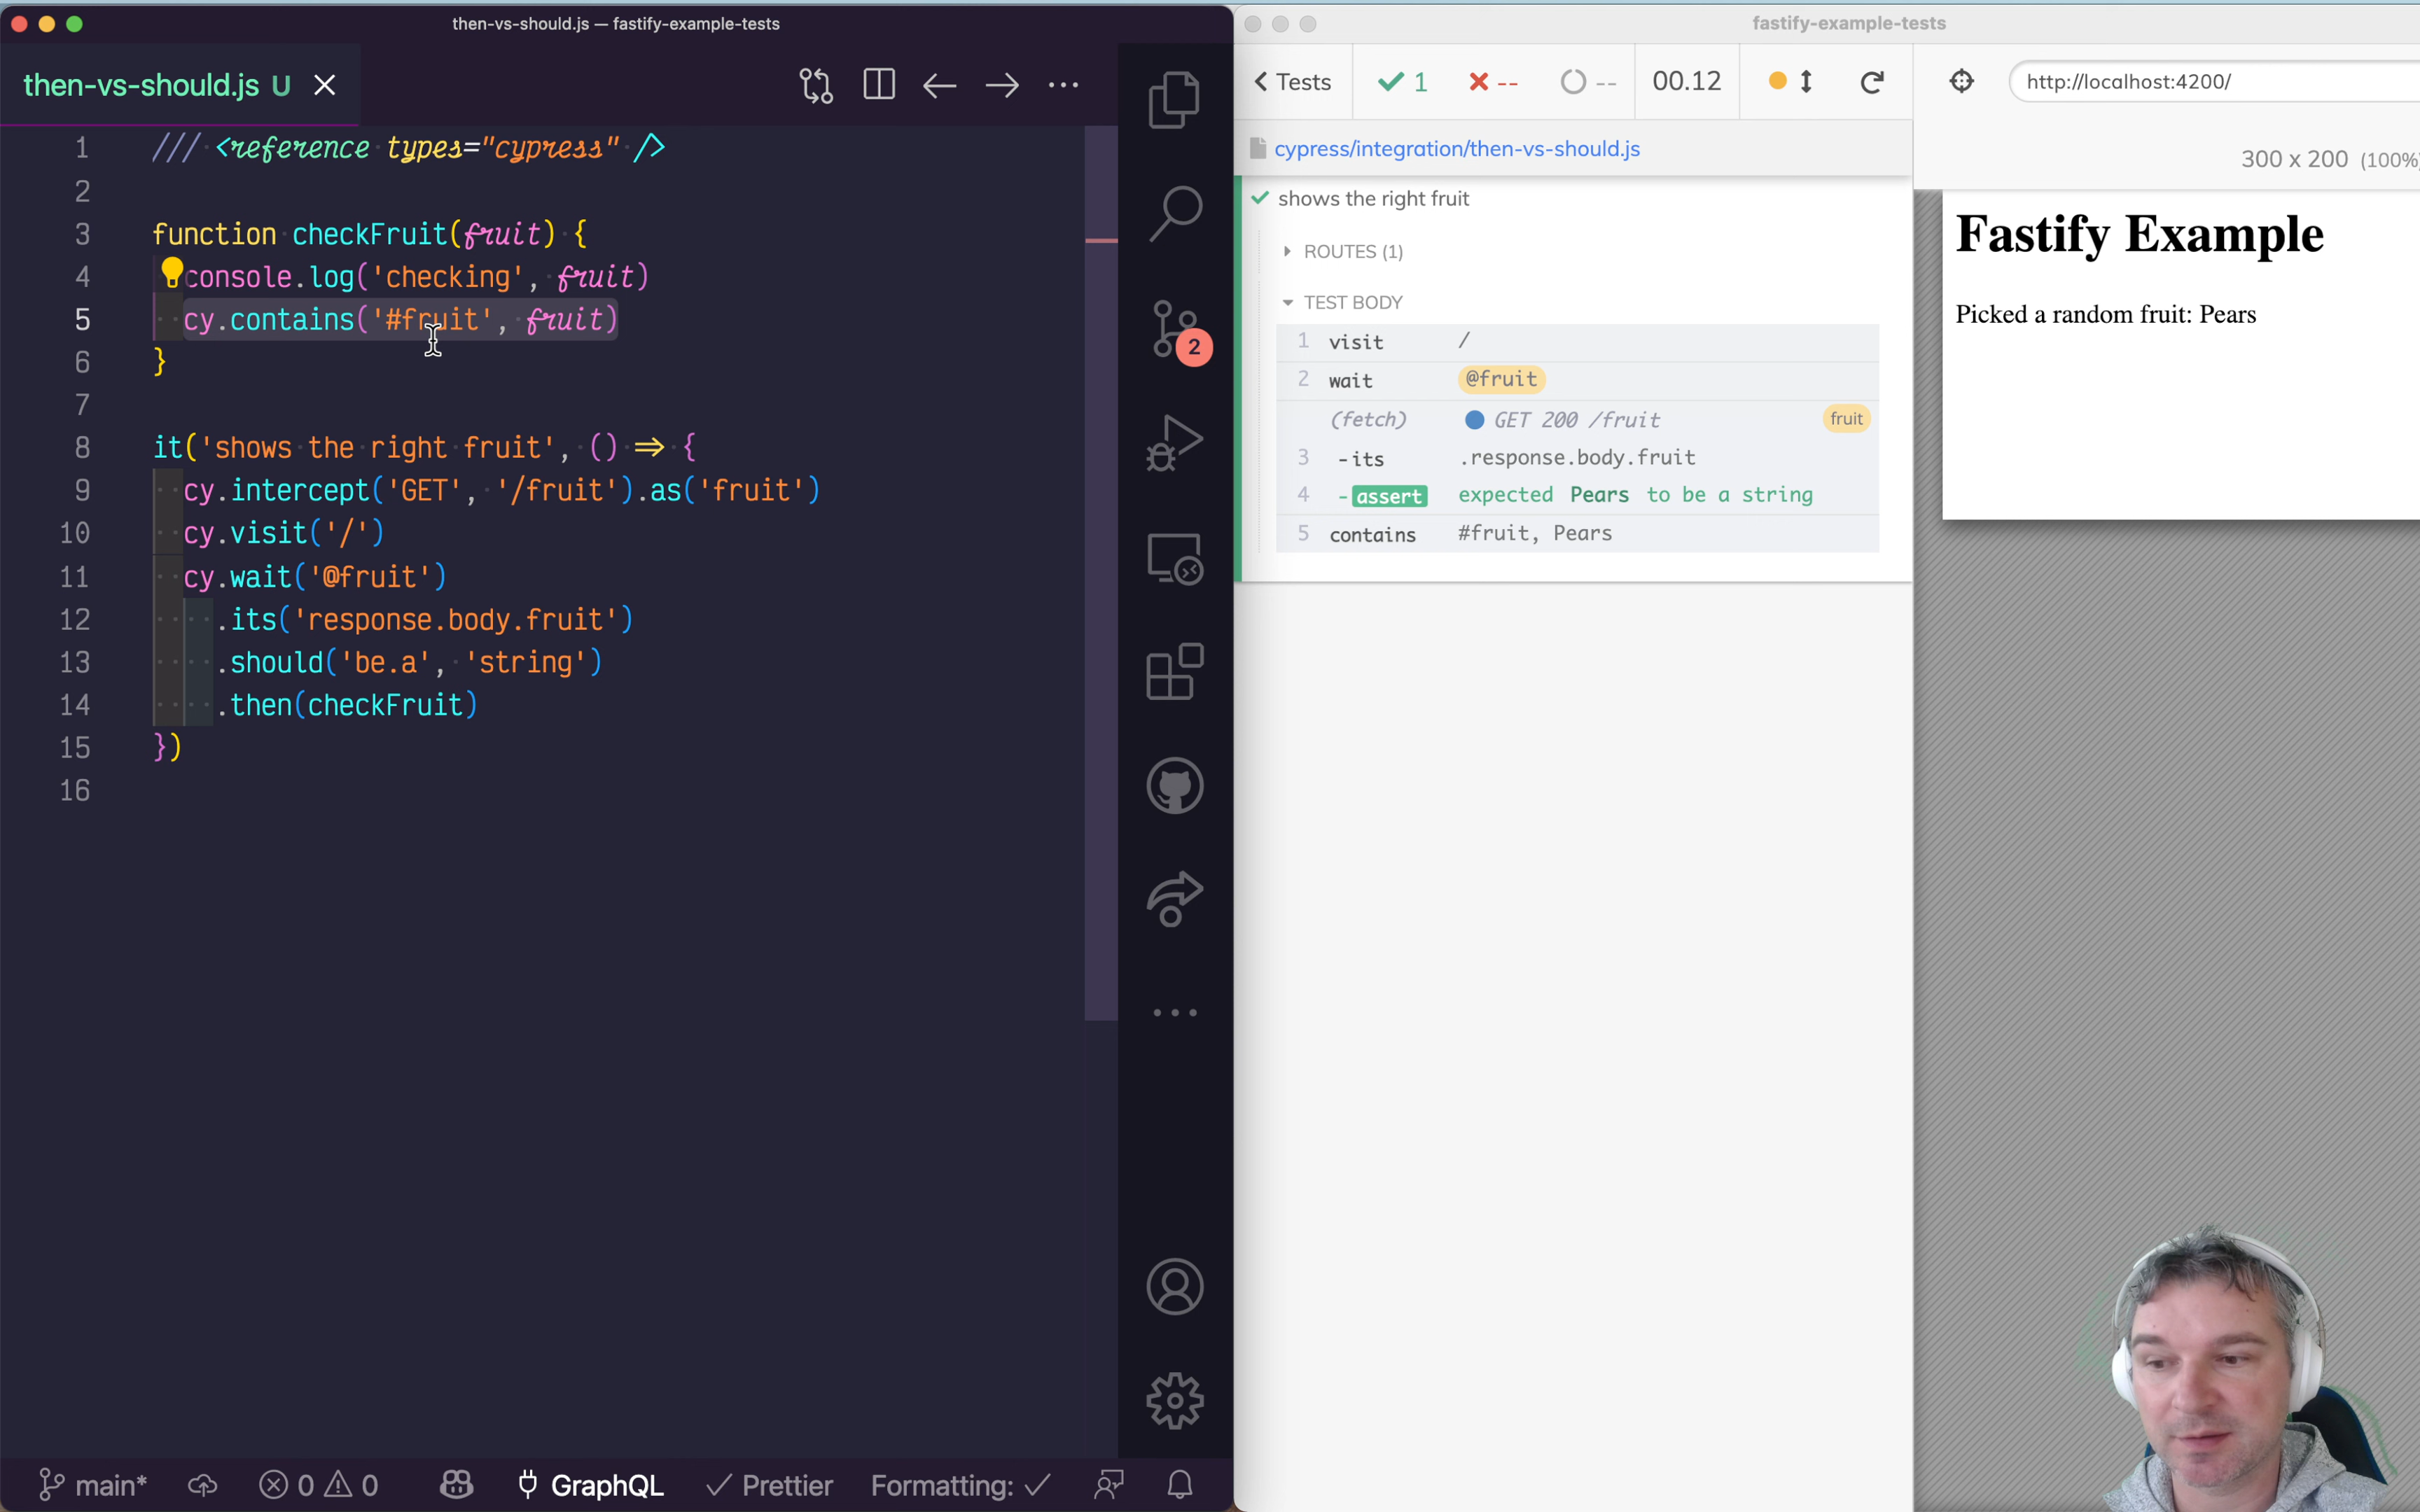 then-vs-should.js — fastify-example-tests
then-vs-should.js U
1 /// <reference types="cypress" />
2
3 function checkFruit(fruit) {
4 console.log('checking', fruit)
5 cy.contains('#fruit', fruit)
6 }
7
8 it('shows the right fruit', () => {
9 cy.intercept('GET', '/fruit').as('fruit')
10 cy.visit('/')
11 cy.wait('@fruit')
12 .its('response.body.fruit')
13 .should('be.a', 'string')
14 .then(checkFruit)
15 })
16
2
main* 0 0 GraphQL Prettier Formatting:
fastify-example-tests
Tests 1 -- -- 00.12 http://localhost:4200/
300 x 200 (100%
cypress/integration/then-vs-should.js
shows the right fruit
ROUTES (1)
TEST BODY
1 visit /
2 wait @fruit
(fetch) GET 200 /fruit fruit
3 -its .response.body.fruit
4 -assert expected Pears to be a string
5 contains #fruit, Pears
Fastify Example
Picked a random fruit: Pears